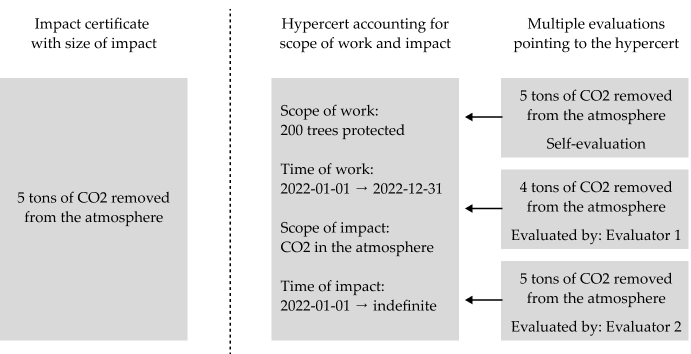 Impact certificate
with size of impact
5 tons of CO2 removed
from the atmosphere
Hypercert accounting for
scope of work and impact
Scope of work:
200 trees protected
Time of work:
2022-01-01 → 2022-12-31
Scope of impact:
CO2 in the atmosphere
Time of impact:
2022-01-01 → indefinite
Multiple evaluations
pointing to the hypercert
5 tons of CO2 removed
from the atmosphere
Self-evaluation
4 tons of CO2 removed
from the atmosphere
Evaluated by: Evaluator 1
5 tons of CO2 removed
from the atmosphere
Evaluated by: Evaluator 2